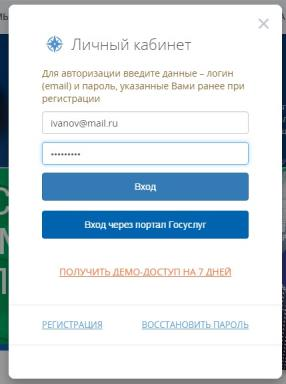 Личный кабинет
Для авторизации введите данные – логин
(email) и пароль, указанные Вами ранее при
регистрации
ivanov@mail.ru
•••••••••
Вход
Вход через портал Госуслуг
ПОЛУЧИТЬ ДЕМО-ДОСТУП НА 7 ДНЕЙ
РЕГИСТРАЦИЯ
ВОССТАНОВИТЬ ПАРОЛЬ